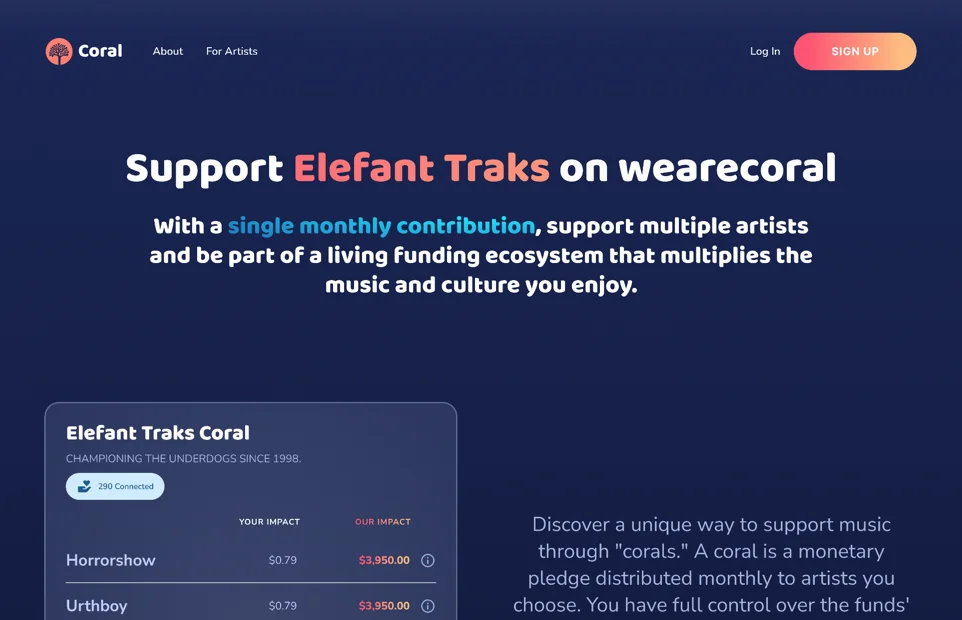 Coral
About
For Artists
Log In
SIGN UP
Support Elefant Traks on wearecoral
With a single monthly contribution, support multiple artists
and be part of a living funding ecosystem that multiplies the
music and culture you enjoy.
Elefant Traks Coral
CHAMPIONING THE UNDERDOGS SINCE 1998.
290 Connected
YOUR IMPACT OUR IMPACT
Horrorshow $0.79 $3,950.00
Urthboy $0.79 $3,950.00
Discover a unique way to support music
through "corals." A coral is a monetary
pledge distributed monthly to artists you
choose. You have full control over the funds'